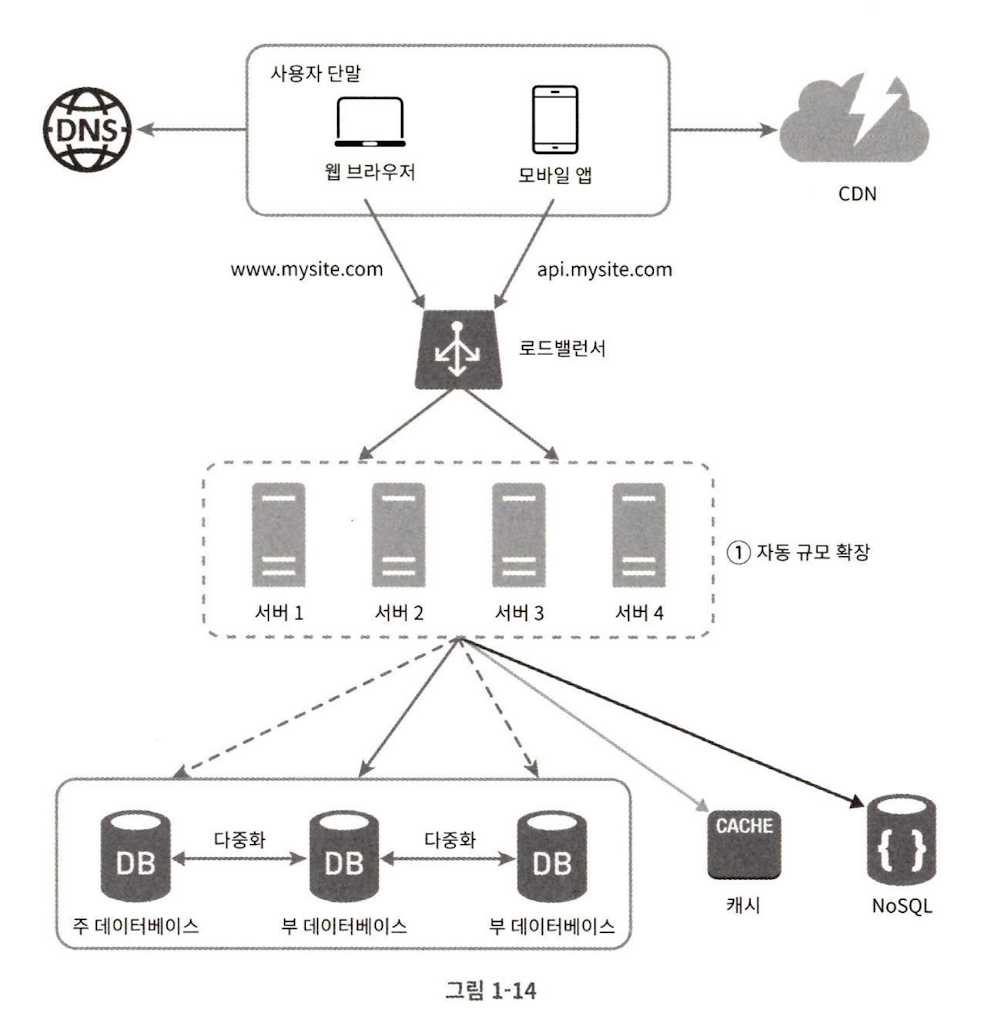 사용자 단말
DNS
웹 브라우저
모바일 앱
CDN
www.mysite.com
api.mysite.com
로드밸런서
서버 1
서버 2
서버 3
서버 4
① 자동 규모 확장
다중화
다중화
DB
DB
DB
CACHE
{ }
주 데이터베이스
부 데이터베이스
부 데이터베이스
캐시
NoSQL
그림 1-14